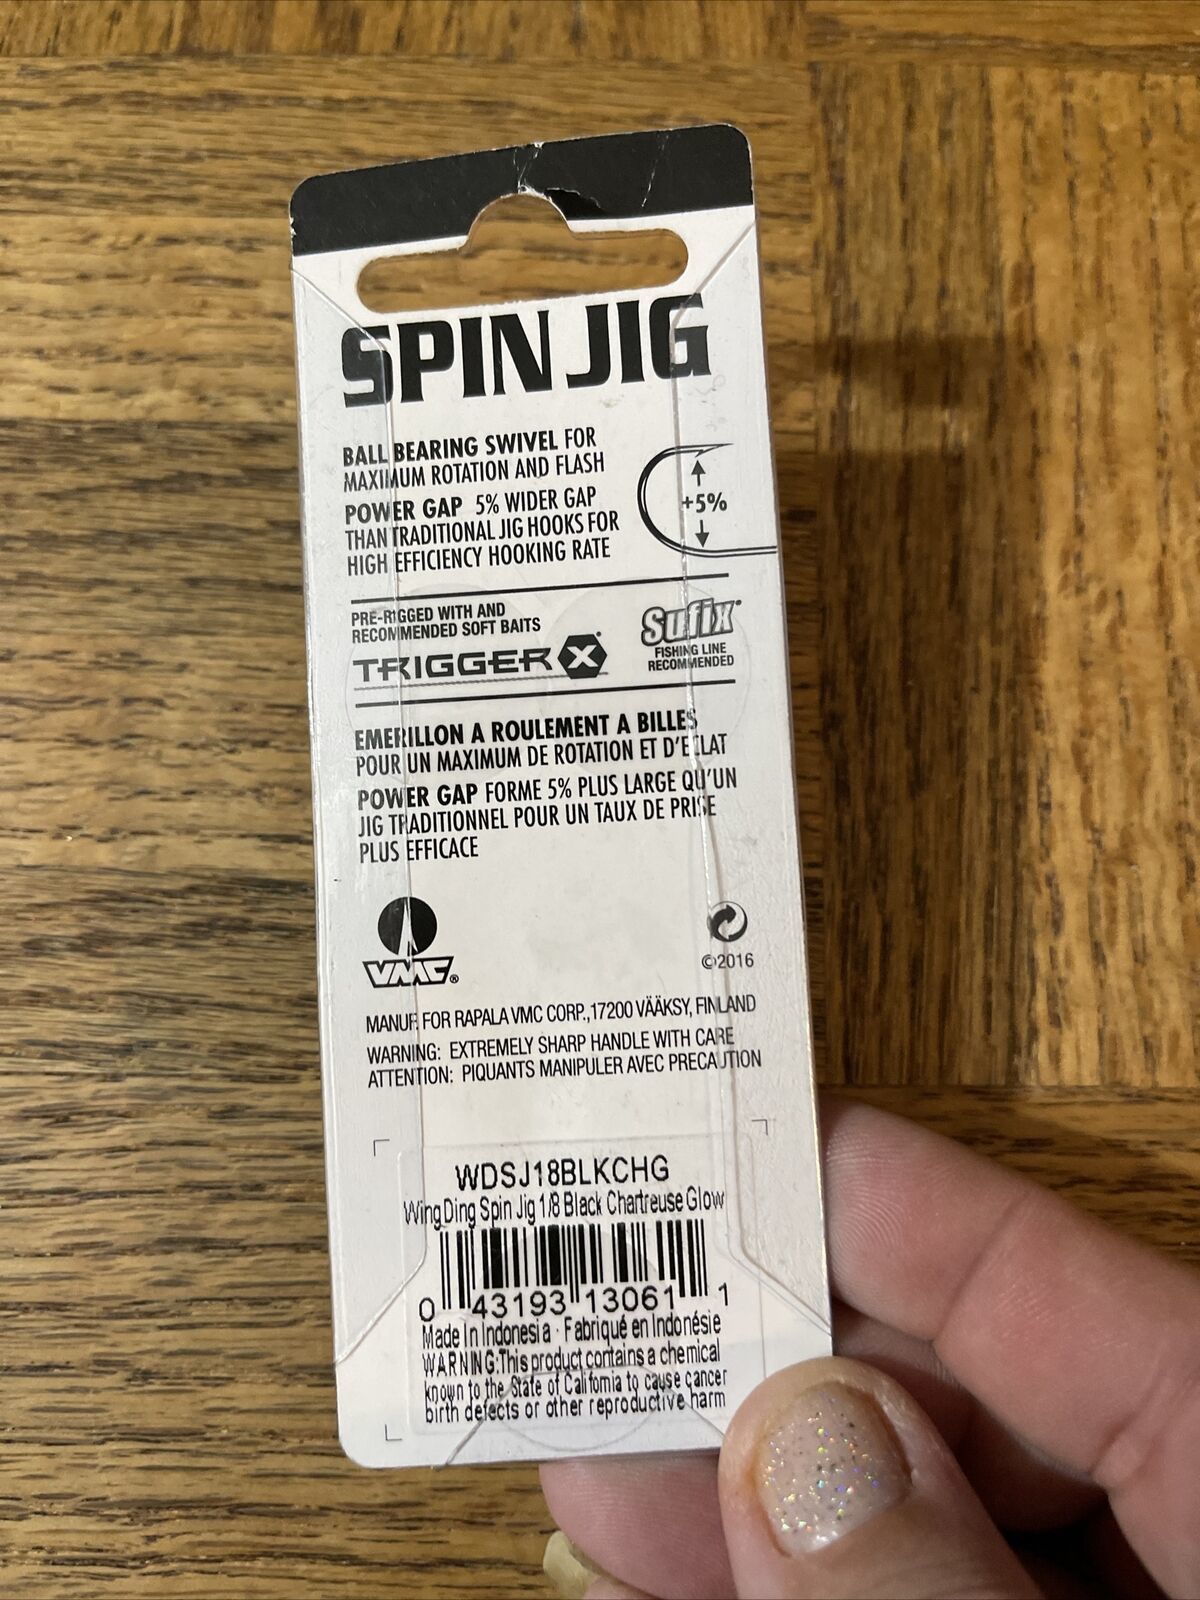 SPIN JIG
BALL BEARING SWIVEL FOR
MAXIMUM ROTATION AND FLASH
POWER GAP 5% WIDER GAP
THAN TRADITIONAL JIG HOOKS FOR
HIGH EFFICIENCY HOOKING RATE
+5%
PRE-RIGGED WITH AND
RECOMMENDED SOFT BAITS
TRIGGER X
Sufix
FISHING LINE
RECOMMENDED
EMERILLON A ROULEMENT A BILLES
POUR UN MAXIMUM DE ROTATION ET D'ECLAT
POWER GAP FORME 5% PLUS LARGE QU'UN
JIG TRADITIONNEL POUR UN TAUX DE PRISE
PLUS EFFICACE
VMC®
©2016
MANUF. FOR RAPALA VMC CORP., 17200 VÄÄKSY, FINLAND
WARNING: EXTREMELY SHARP HANDLE WITH CARE
ATTENTION: PIQUANTS MANIPULER AVEC PRECAUTION
WDSJ18BLKCHG
WingDing Spin Jig 1/8 Black Chartreuse Glow
0 43193 13061 1
Made In Indonesia · Fabriqué en Indonésie
WARNING:This product contains a chemical
known to the State of California to cause cancer
birth defects or other reproductive harm